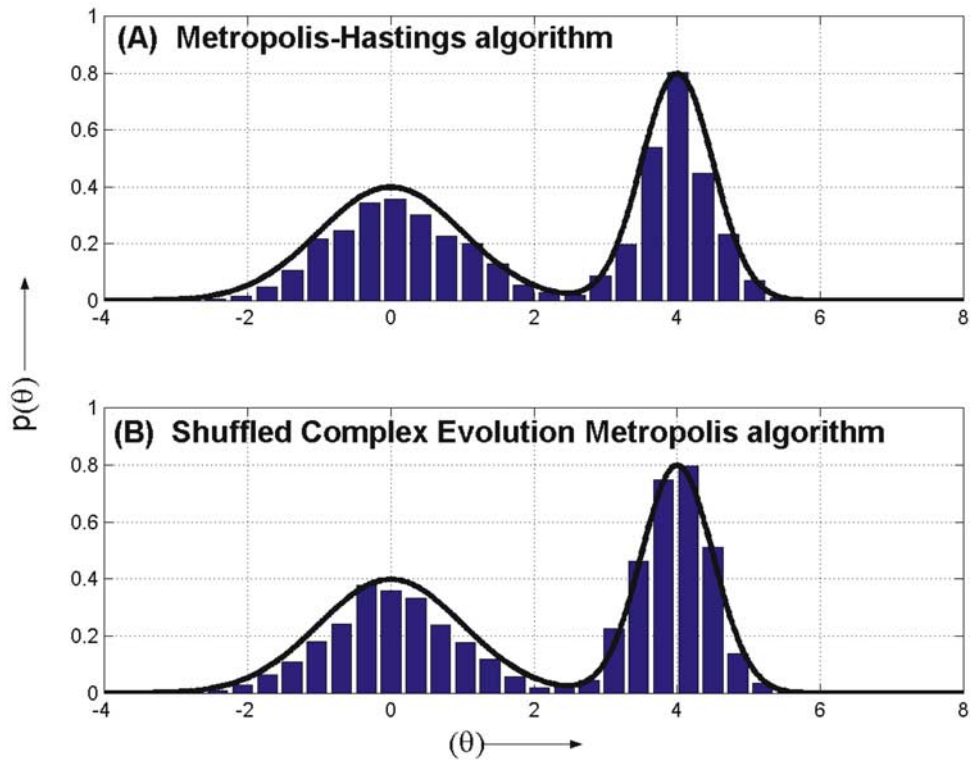 (A) Metropolis-Hastings algorithm
1
0.8
0.6
0.4
0.2
0
-4 -2 0 2 4 6 8
p(θ)
(B) Shuffled Complex Evolution Metropolis algorithm
1
0.8
0.6
0.4
0.2
0
-4 -2 0 2 4 6 8
(θ)